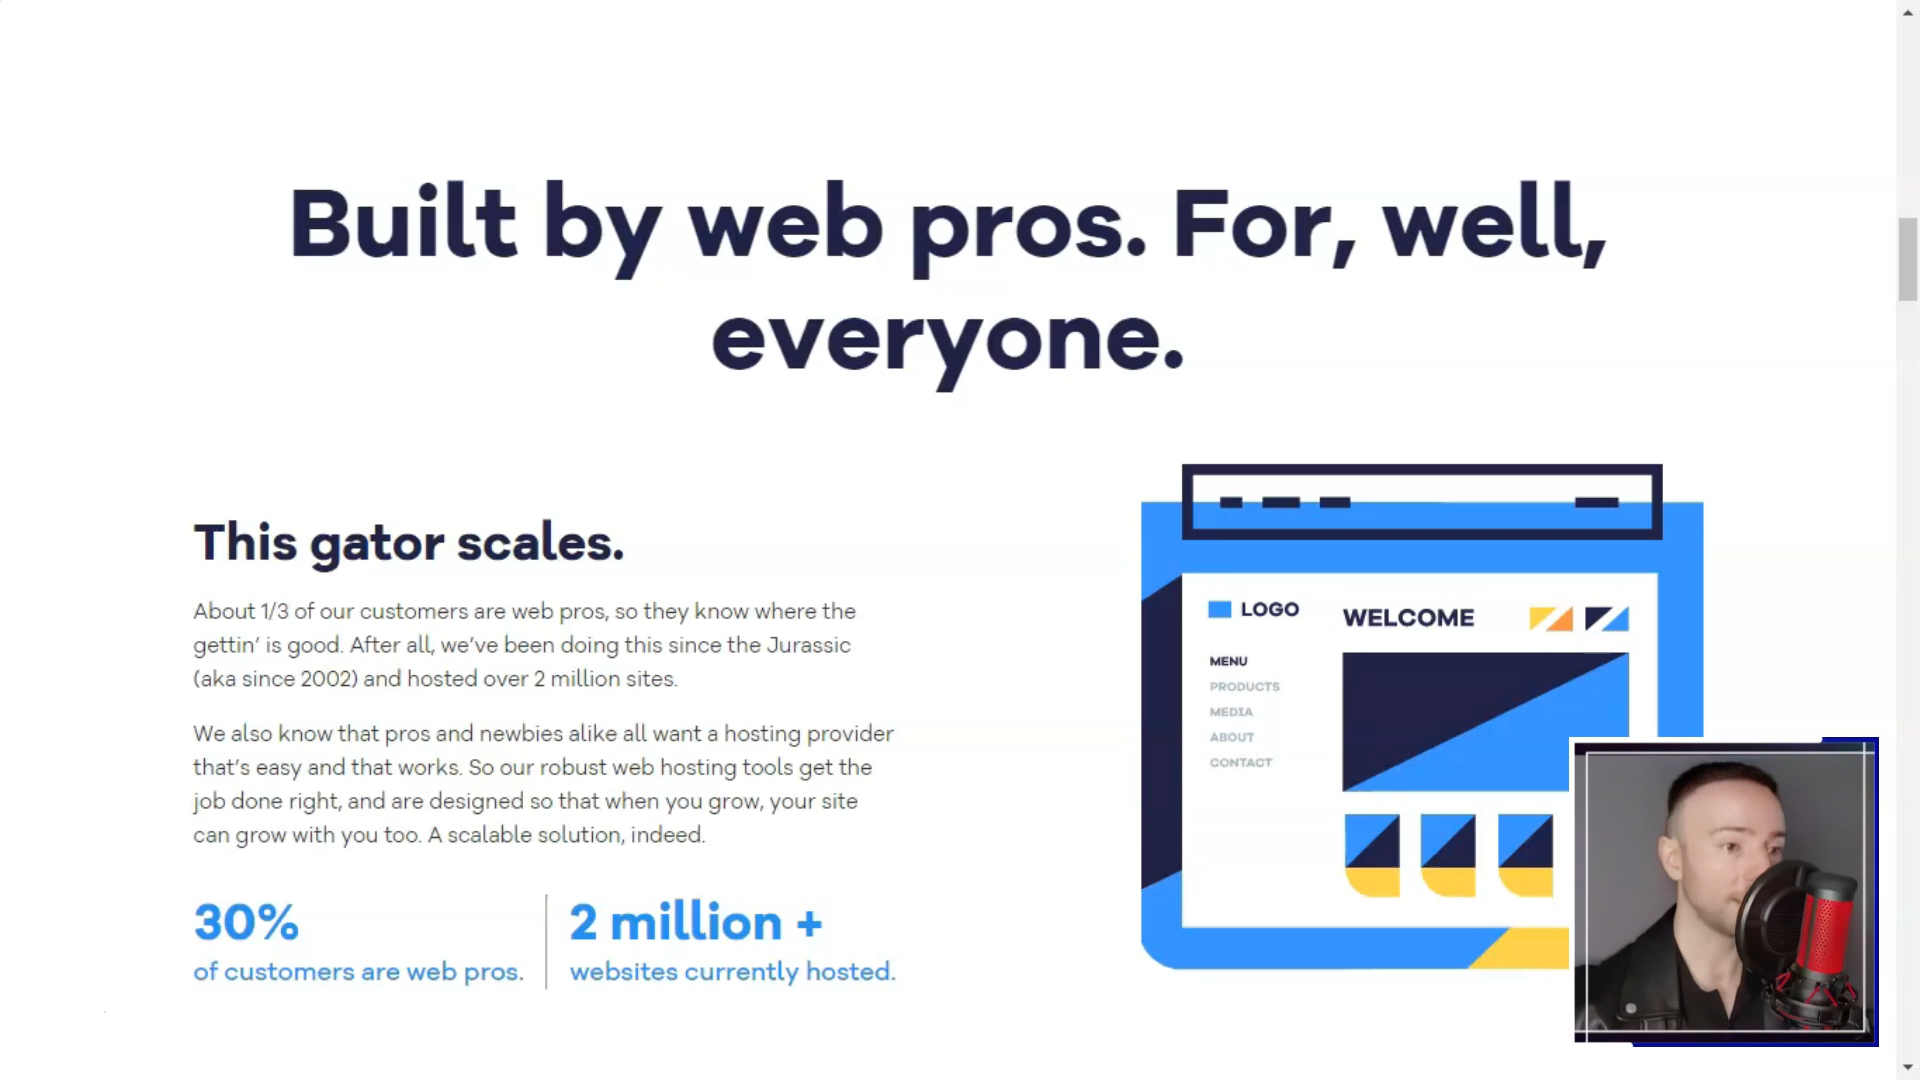 Built by web pros. For, well,
everyone.
This gator scales.
About 1/3 of our customers are web pros, so they know where the
gettin’ is good. After all, we’ve been doing this since the Jurassic
(aka since 2002) and hosted over 2 million sites.
We also know that pros and newbies alike all want a hosting provider
that’s easy and that works. So our robust web hosting tools get the
job done right, and are designed so that when you grow, your site
can grow with you too. A scalable solution, indeed.
30%
of customers are web pros.
2 million +
websites currently hosted.
LOGO
WELCOME
MENU
PRODUCTS
MEDIA
ABOUT
CONTACT